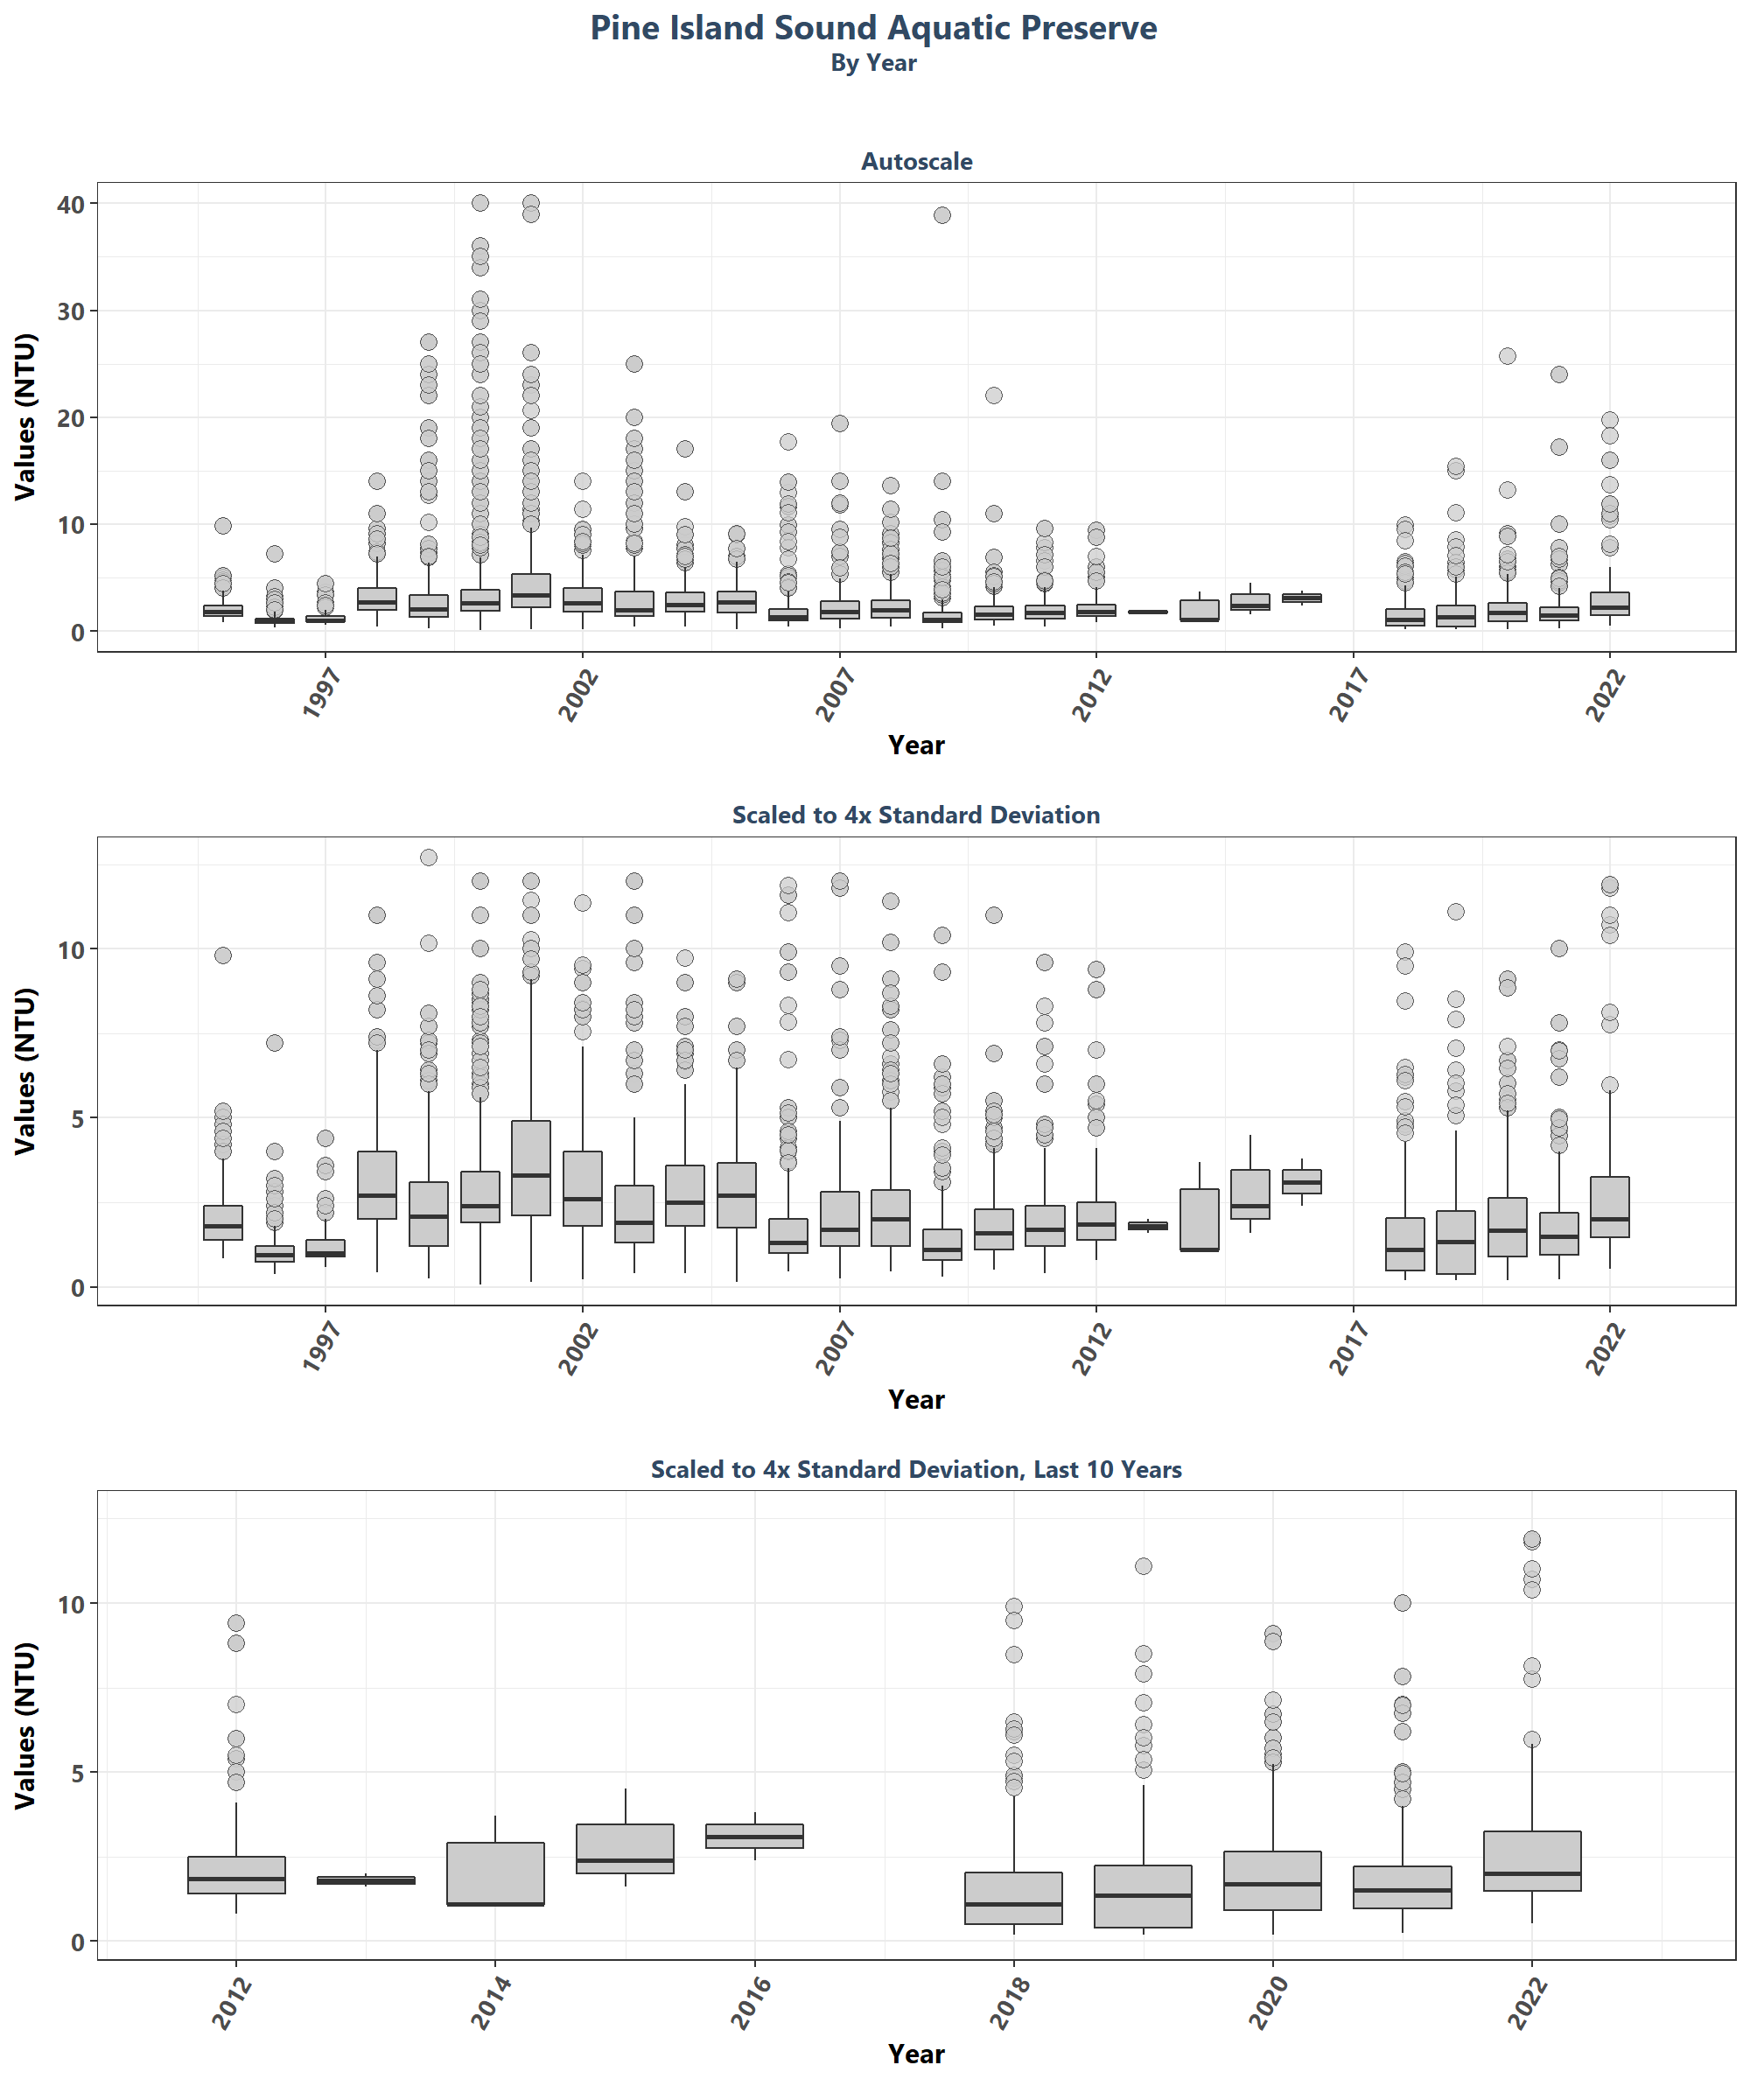 Pine Island Sound Aquatic Preserve
By Year
Autoscale
Values (NTU)
40
30
20
10
0
1997 2002 2007 2012 2017 2022
Year
Scaled to 4x Standard Deviation
Values (NTU)
10
5
0
1997 2002 2007 2012 2017 2022
Year
Scaled to 4x Standard Deviation, Last 10 Years
Values (NTU)
10
5
0
2012 2014 2016 2018 2020 2022
Year